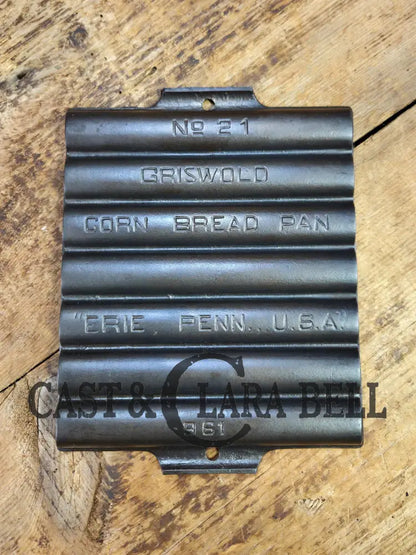 No 21
GRISWOLD
CORN BREAD PAN
"ERIE, PENN., U.S.A."
CAST & CLARA BELL
961